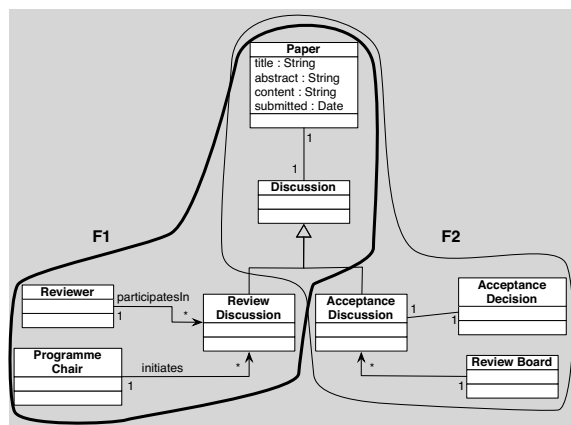 Paper
title : String
abstract : String
content : String
submitted : Date
1
1
Discussion
F1
F2
Reviewer
participatesIn
1
*
Review
Discussion
Acceptance
Discussion
1
1
Acceptance
Decision
Programme
Chair
initiates
1
*
*
1
Review Board